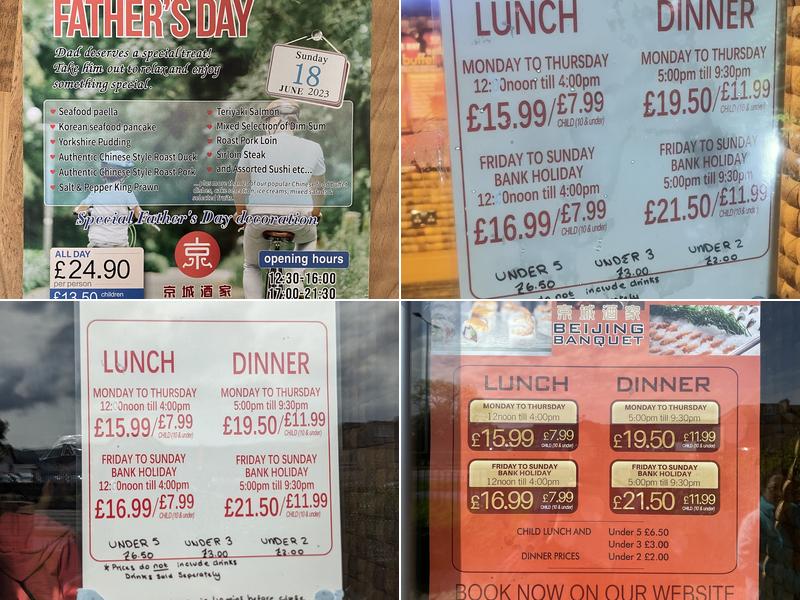 FATHER'S DAY
Dad deserves a special treat!
Take him out to relax and enjoy
something special.
Sunday
18
JUNE 2023
Seafood paella
Korean seafood pancake
Yorkshire Pudding
Authentic Chinese Style Roast Duck
Authentic Chinese Style Roast Pork
Salt & Pepper King Prawn
Teriyaki Salmon
Mixed Selection of Dim Sum
Roast Pork Loin
Sirloin Steak
and Assorted Sushi etc....
Special Father's Day decoration
ALL DAY
£24.90
per person
£13.50 children
京
京城酒家
opening hours
12:30-16:00
17:00-21:30
LUNCH
MONDAY TO THURSDAY
12:00noon till 4:00pm
£15.99/£7.99
CHILD (10 & under)
FRIDAY TO SUNDAY
BANK HOLIDAY
12:00noon till 4:00pm
£16.99/£7.99
CHILD (10 & under)
DINNER
MONDAY TO THURSDAY
5:00pm till 9:30pm
£19.50/£11.99
CHILD (10 & under)
FRIDAY TO SUNDAY
BANK HOLIDAY
5:00pm till 9:30pm
£21.50/£11.99
CHILD (10 & under)
UNDER 5 UNDER 3 UNDER 2
£6.50 £3.00 £2.00
do not include drinks
LUNCH
MONDAY TO THURSDAY
12:00noon till 4:00pm
£15.99/£7.99
CHILD (10 & under)
FRIDAY TO SUNDAY
BANK HOLIDAY
12:00noon till 4:00pm
£16.99/£7.99
CHILD (10 & under)
DINNER
MONDAY TO THURSDAY
5:00pm till 9:30pm
£19.50/£11.99
CHILD (10 & under)
FRIDAY TO SUNDAY
BANK HOLIDAY
5:00pm till 9:30pm
£21.50/£11.99
CHILD (10 & under)
UNDER 5 UNDER 3 UNDER 2
£6.50 £3.00 £2.00
* Prices do not include drinks
Drinks Sold Seperately
京城酒家
BEIJING
BANQUET
LUNCH
MONDAY TO THURSDAY
12noon till 4:00pm
£15.99 £7.99
CHILD (10 & under)
FRIDAY TO SUNDAY
BANK HOLIDAY
12noon till 4:00pm
£16.99 £7.99
CHILD (10 & under)
DINNER
MONDAY TO THURSDAY
5:00pm till 9:30pm
£19.50 £11.99
CHILD (10 & under)
FRIDAY TO SUNDAY
BANK HOLIDAY
5:00pm till 9:30pm
£21.50 £11.99
CHILD (10 & under)
CHILD LUNCH AND
DINNER PRICES
Under 5 £6.50
Under 3 £3.00
Under 2 £2.00
BOOK NOW ON OUR WEBSITE